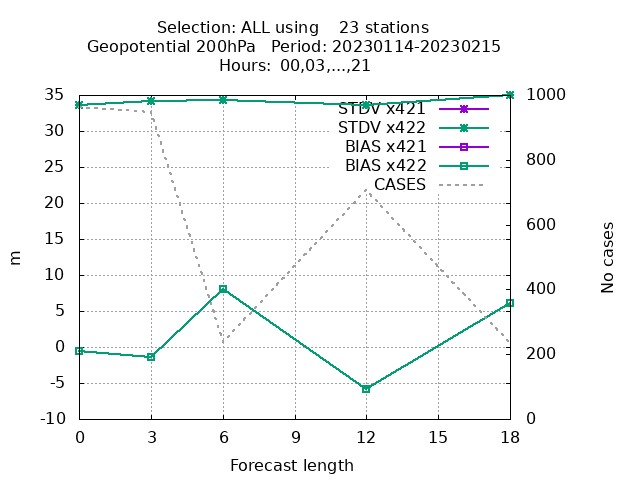 Selection: ALL using    23 stations
Geopotential 200hPa   Period: 20230114-20230215
Hours: 00,03,...,21
35
30
25
20
15
10
5
0
-5
-10
1000
800
600
400
200
0
m
No cases
STDV x421
STDV x422
BIAS x421
BIAS x422
CASES
0 3 6 9 12 15 18
Forecast length